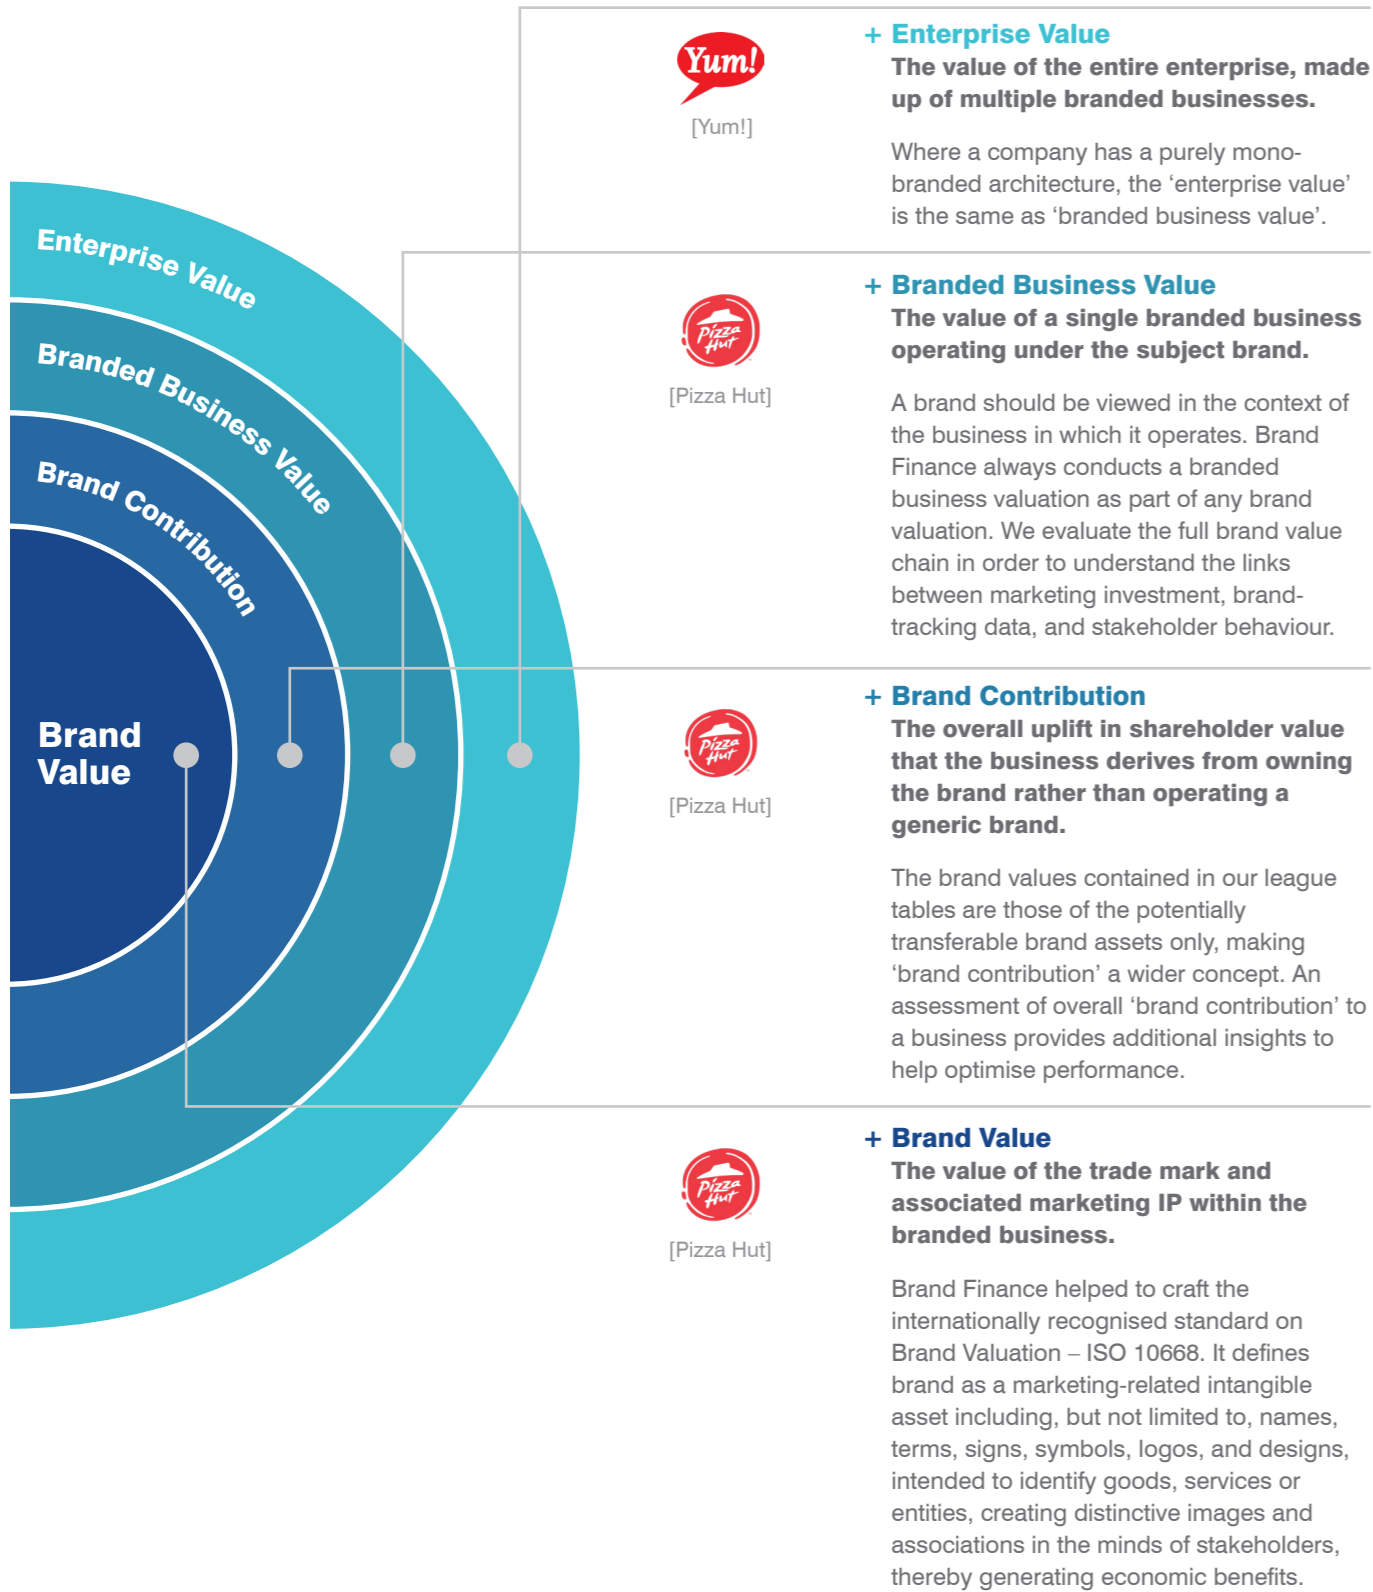 Yum!
[Yum!]
+ Enterprise Value
The value of the entire enterprise, made
up of multiple branded businesses.
Where a company has a purely mono-
branded architecture, the ‘enterprise value’
is the same as ‘branded business value’.
Enterprise Value
Branded Business Value
Brand Contribution
Brand
Value
Pizza
Hut
[Pizza Hut]
+ Branded Business Value
The value of a single branded business
operating under the subject brand.
A brand should be viewed in the context of
the business in which it operates. Brand
Finance always conducts a branded
business valuation as part of any brand
valuation. We evaluate the full brand value
chain in order to understand the links
between marketing investment, brand-
tracking data, and stakeholder behaviour.
Pizza
Hut
[Pizza Hut]
+ Brand Contribution
The overall uplift in shareholder value
that the business derives from owning
the brand rather than operating a
generic brand.
The brand values contained in our league
tables are those of the potentially
transferable brand assets only, making
‘brand contribution’ a wider concept. An
assessment of overall ‘brand contribution’ to
a business provides additional insights to
help optimise performance.
Pizza
Hut
[Pizza Hut]
+ Brand Value
The value of the trade mark and
associated marketing IP within the
branded business.
Brand Finance helped to craft the
internationally recognised standard on
Brand Valuation – ISO 10668. It defines
brand as a marketing-related intangible
asset including, but not limited to, names,
terms, signs, symbols, logos, and designs,
intended to identify goods, services or
entities, creating distinctive images and
associations in the minds of stakeholders,
thereby generating economic benefits.